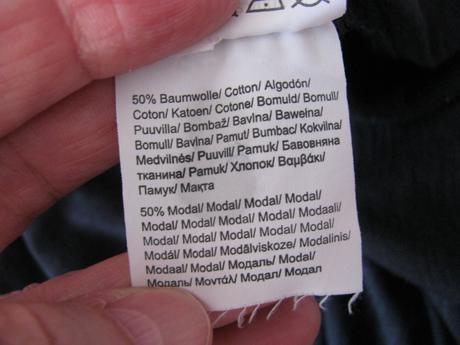 50% Baumwolle/ Cotton/ Algodón/
Coton/ Katoen/ Cotone/ Bomuld/ Bomull/
Puuvilla/ Bombaž/ Bavlna/ Bawełna/
Bomull/ Bavlna/ Pamut/ Bumbac/ Kokvilna/
Medvilnės/ Puuvill/ Pamuk/ Бавовняна
тканина/ Pamuk/ Хлопок/ Βαμβάκι/
Памук/ Мақта
50% Modal/ Modal/ Modal/ Modal/
Modal/ Modal/ Modal/ Modal/ Modaali/
Modal/ Modal/ Modal/ Modal/ Modal/
Modál/ Modal/ Modālviskoze/ Modalinis/
Modaal/ Modal/ Модаль/ Modal/
Модаль/ Μοντάλ/ Модал/ Модал